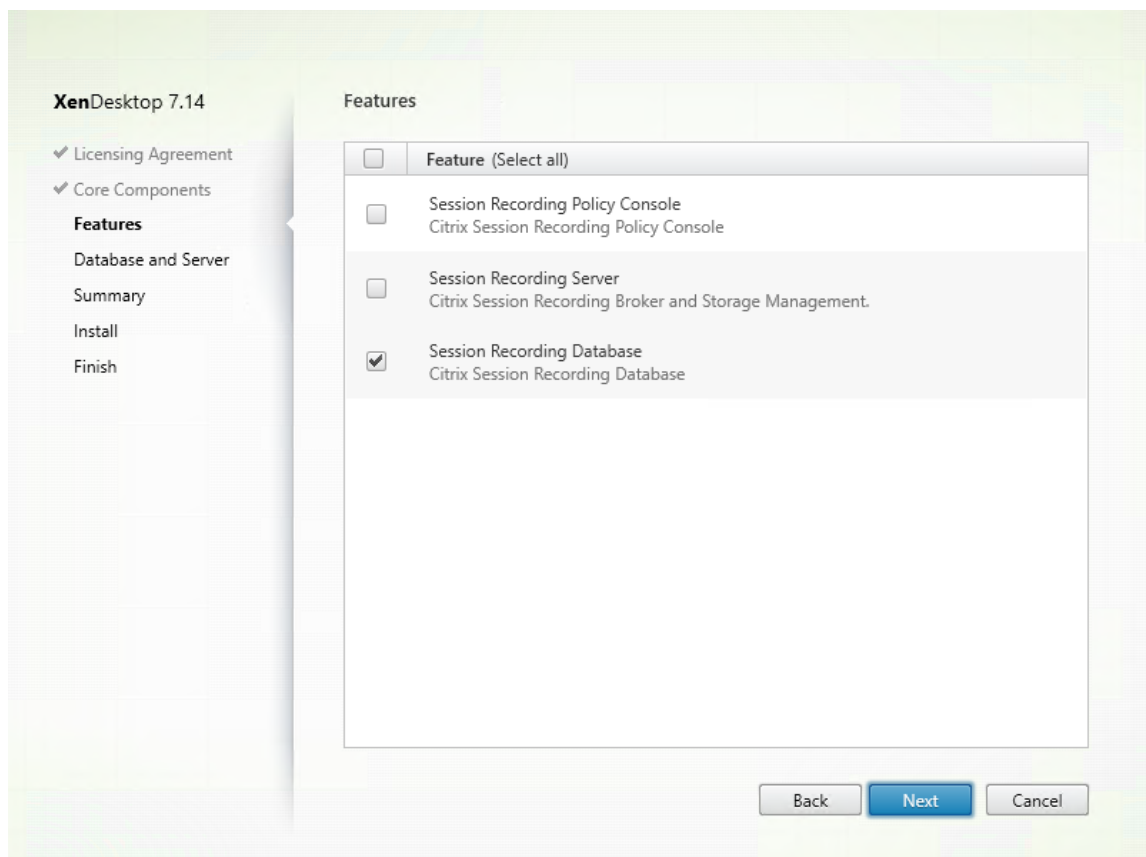 XenDesktop 7.14
Licensing Agreement
Core Components
Features
Database and Server
Summary
Install
Finish
Features
Feature (Select all)
Session Recording Policy Console
Citrix Session Recording Policy Console
Session Recording Server
Citrix Session Recording Broker and Storage Management.
Session Recording Database
Citrix Session Recording Database
Back
Next
Cancel